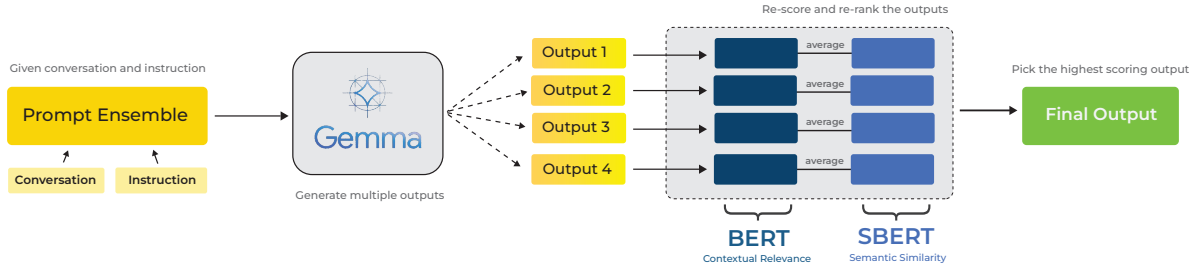 Re-score and re-rank the outputs
Given conversation and instruction
Prompt Ensemble
Conversation
Instruction
Gemma
Generate multiple outputs
Output 1
Output 2
Output 3
Output 4
average
average
average
average
BERT
Contextual Relevance
SBERT
Semantic Similarity
Pick the highest scoring output
Final Output